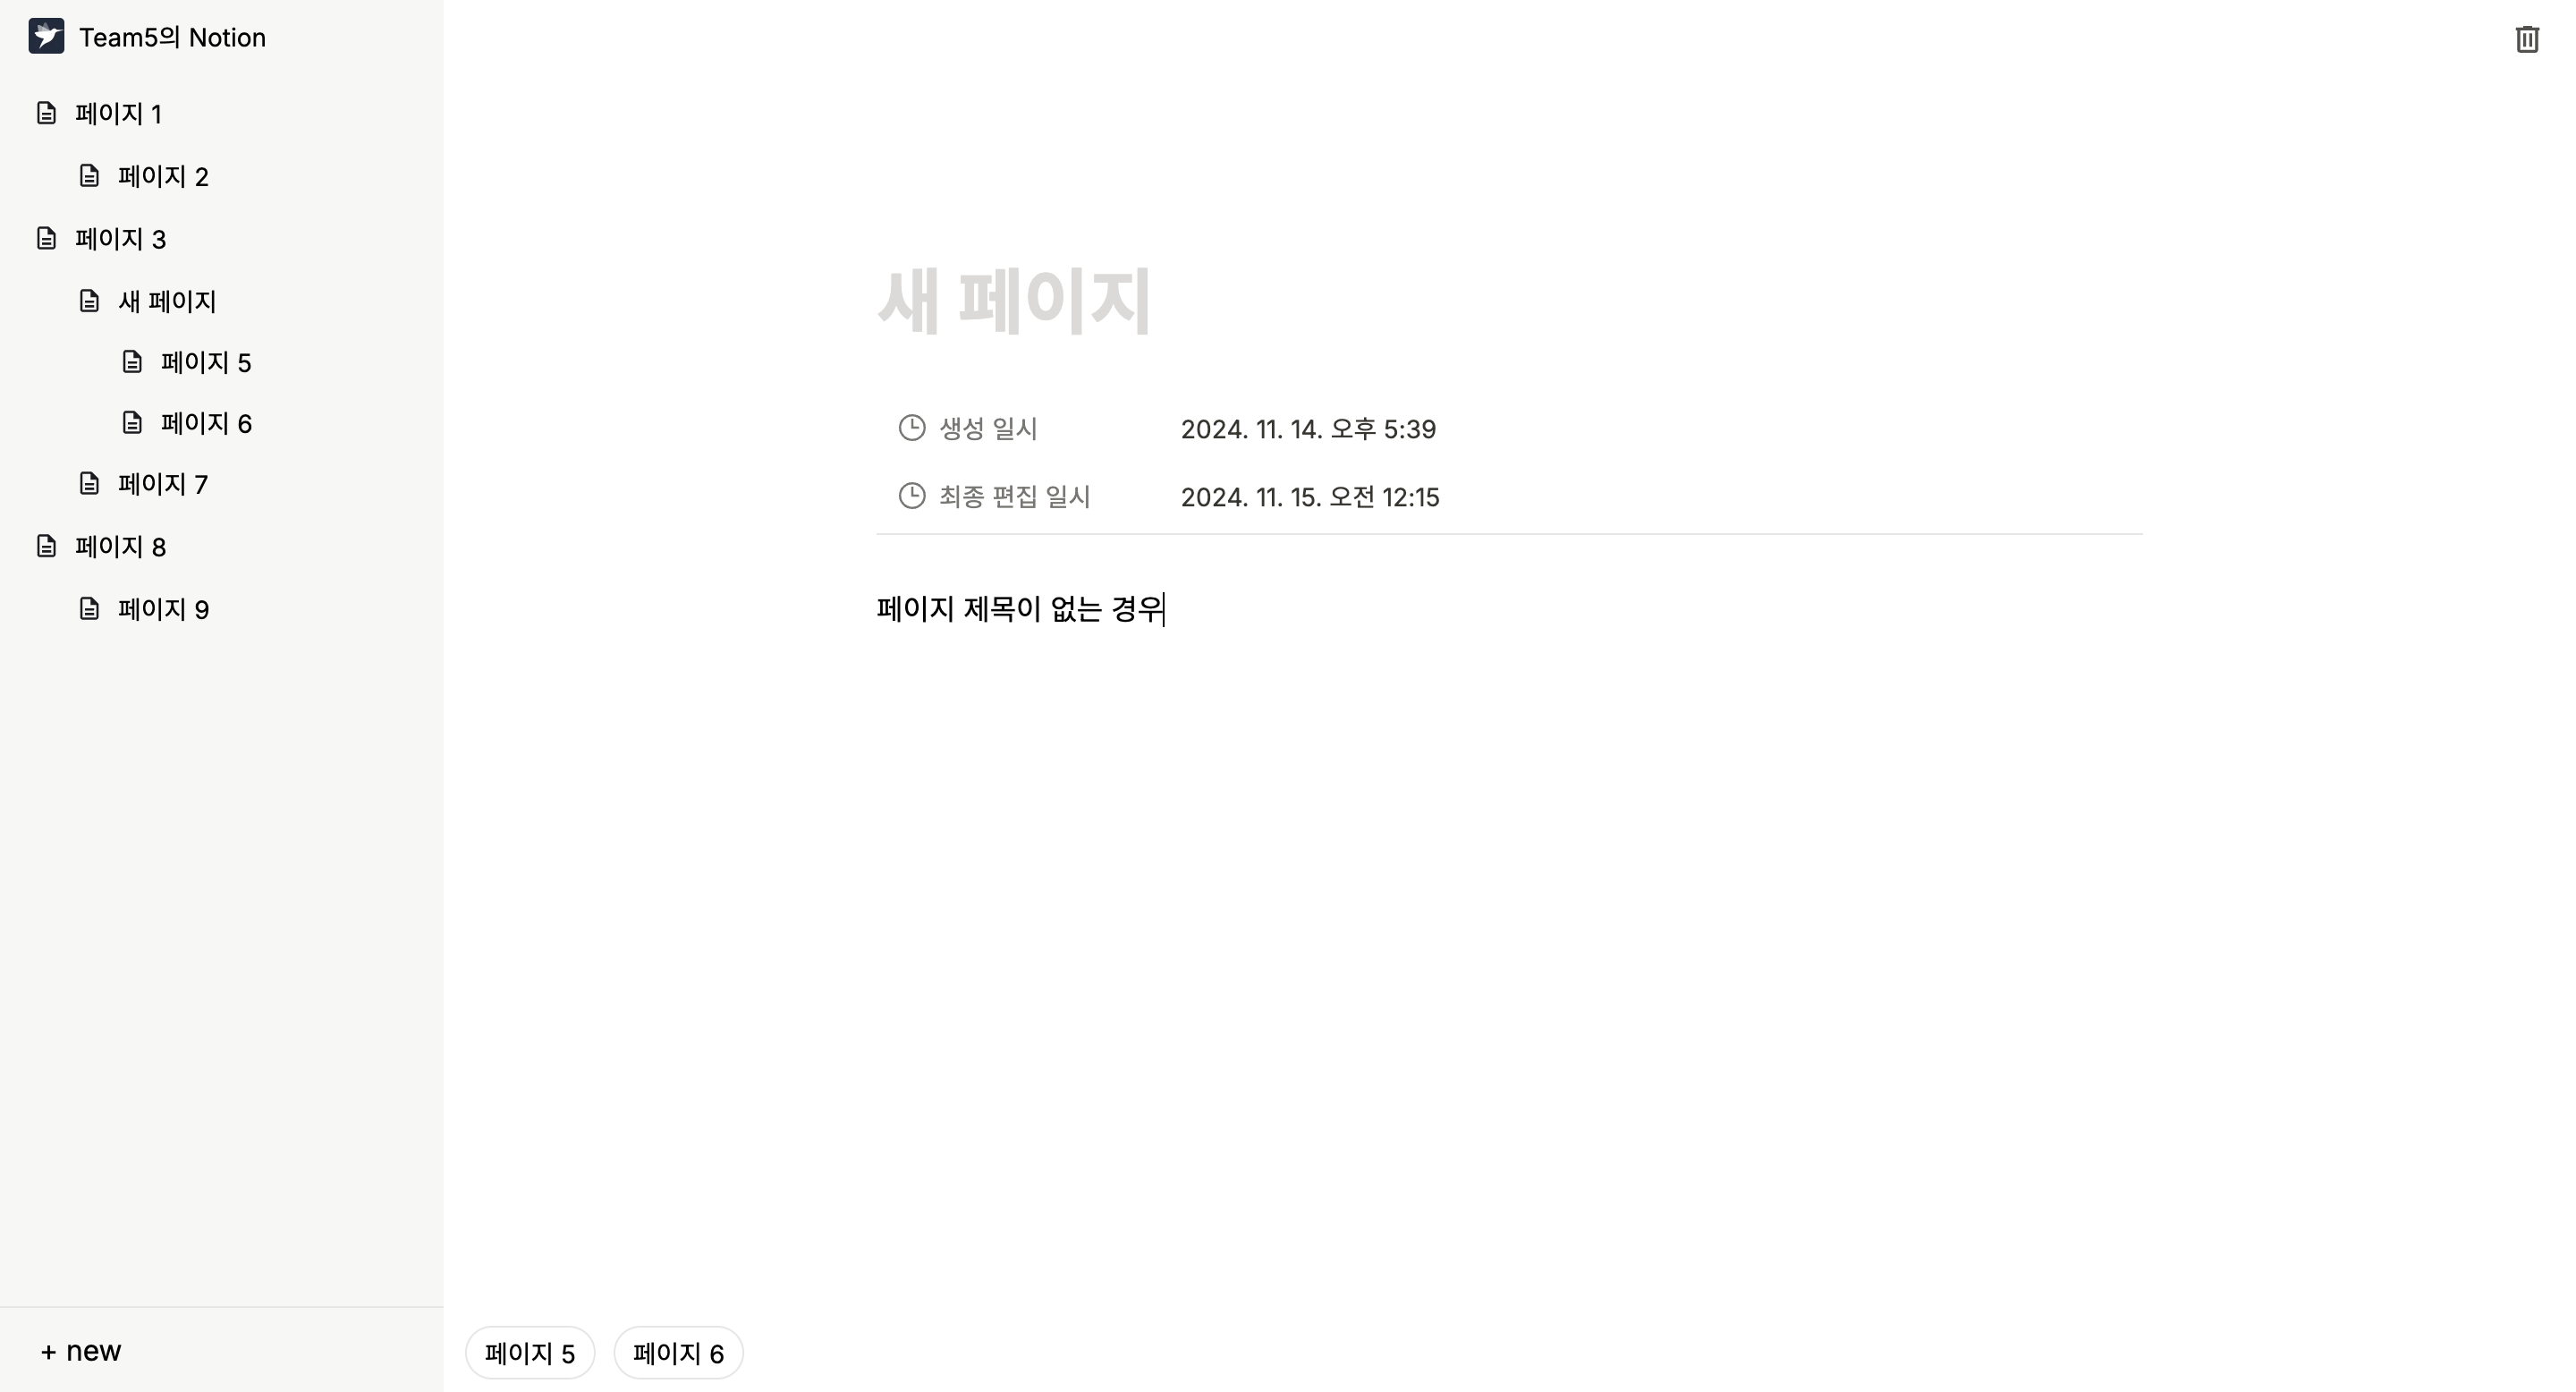 Team5의 Notion
페이지 1
페이지 2
페이지 3
새 페이지
페이지 5
페이지 6
페이지 7
페이지 8
페이지 9
+ new
새 페이지
생성 일시 2024. 11. 14. 오후 5:39
최종 편집 일시 2024. 11. 15. 오전 12:15
페이지 제목이 없는 경우
페이지 5 페이지 6